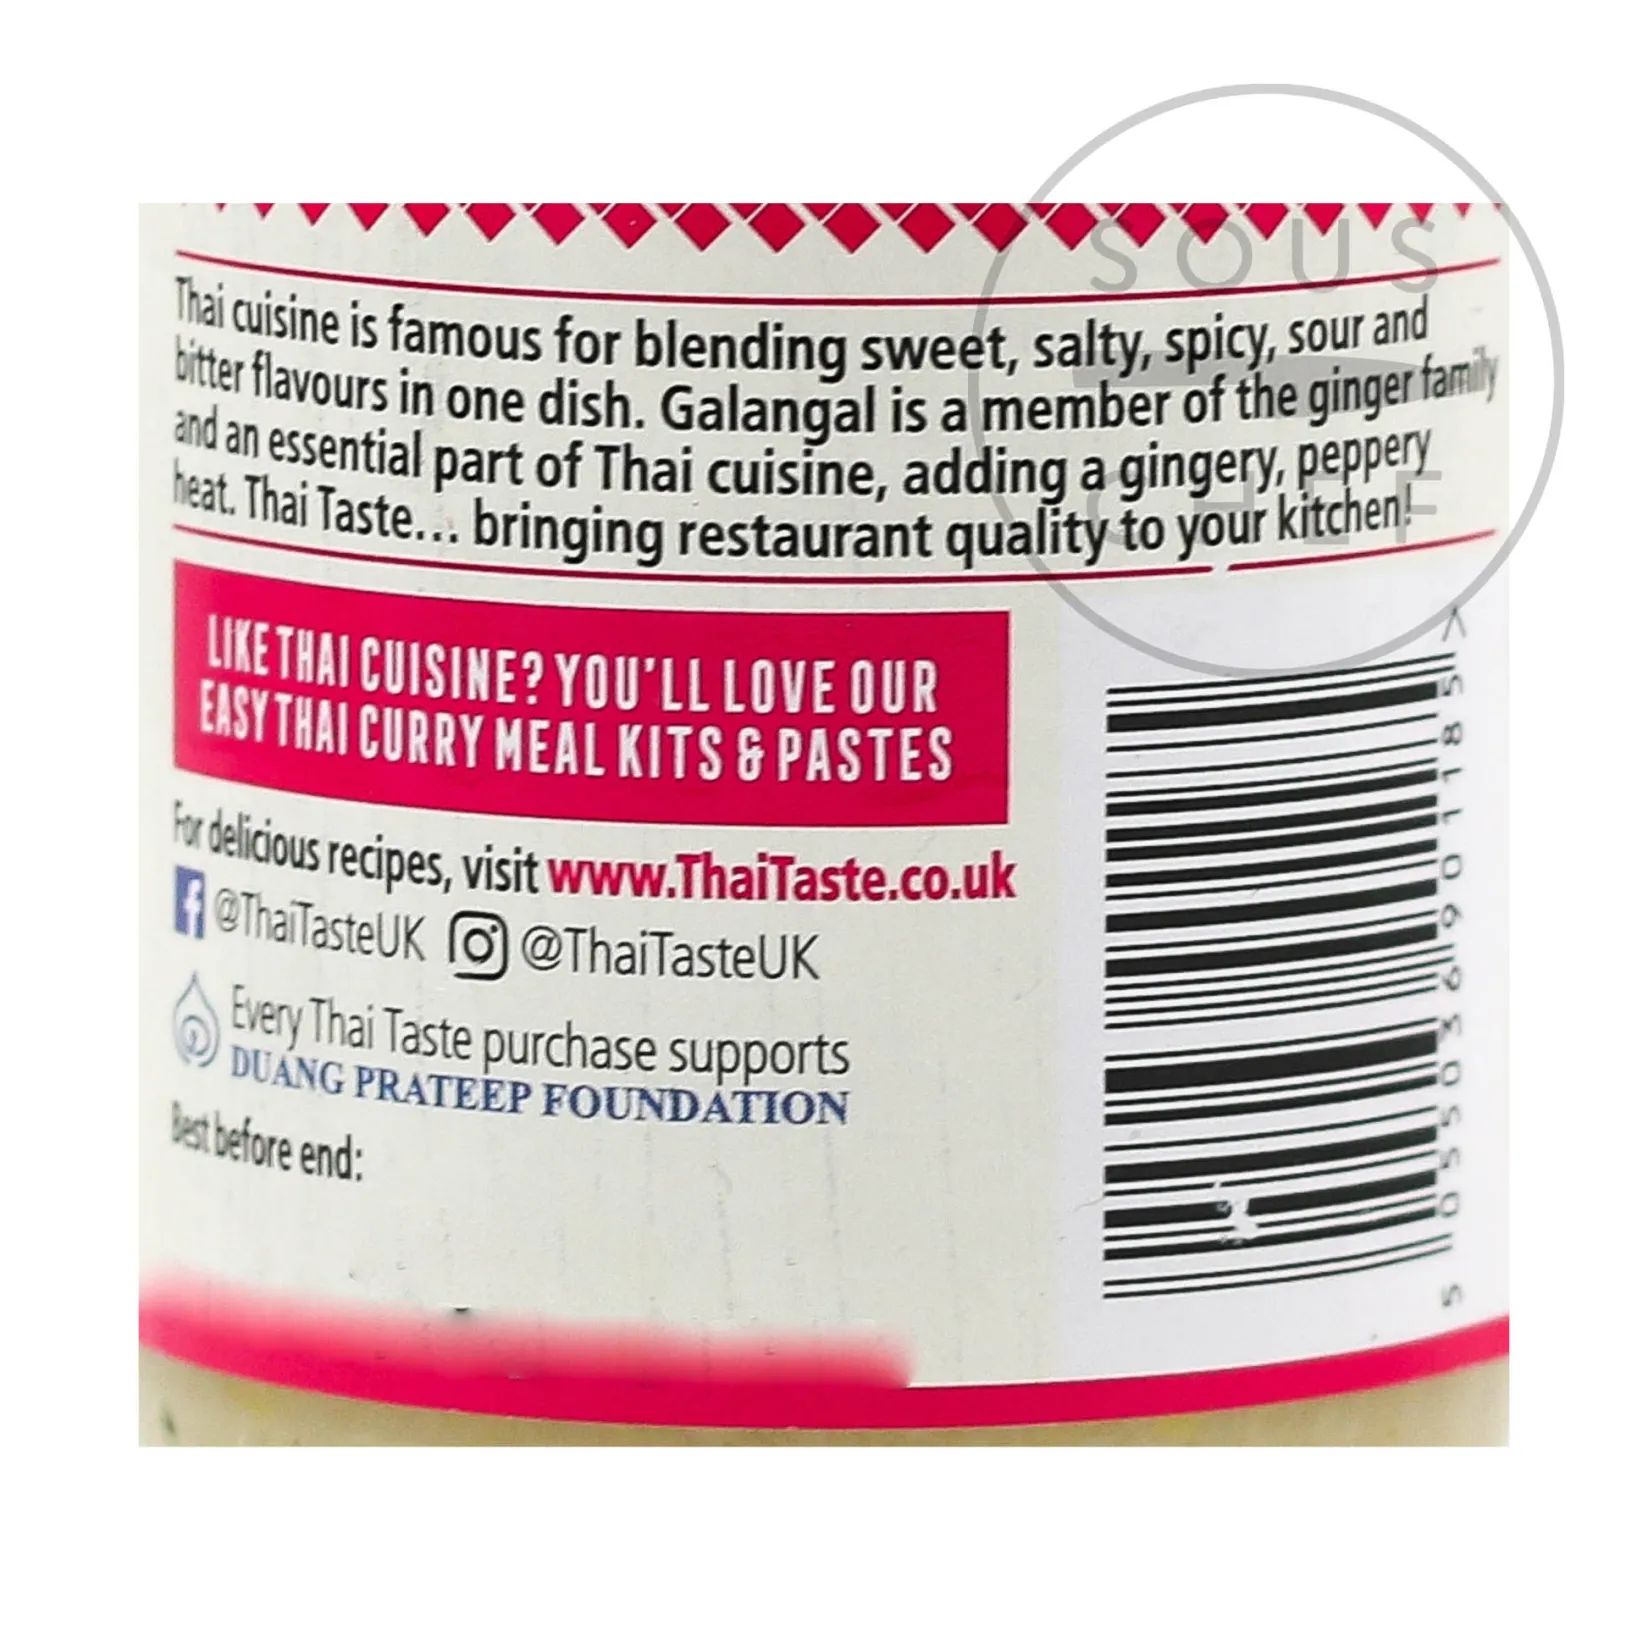 SOUS
CHEF
Thai cuisine is famous for blending sweet, salty, spicy, sour and
bitter flavours in one dish. Galangal is a member of the ginger family
and an essential part of Thai cuisine, adding a gingery, peppery
heat. Thai Taste... bringing restaurant quality to your kitchen!
LIKE THAI CUISINE? YOU'LL LOVE OUR
EASY THAI CURRY MEAL KITS & PASTES
For delicious recipes, visit www.ThaiTaste.co.uk
@ThaiTasteUK @ThaiTasteUK
Every Thai Taste purchase supports
DUANG PRATEEP FOUNDATION
Best before end:
5 055036 901185 >